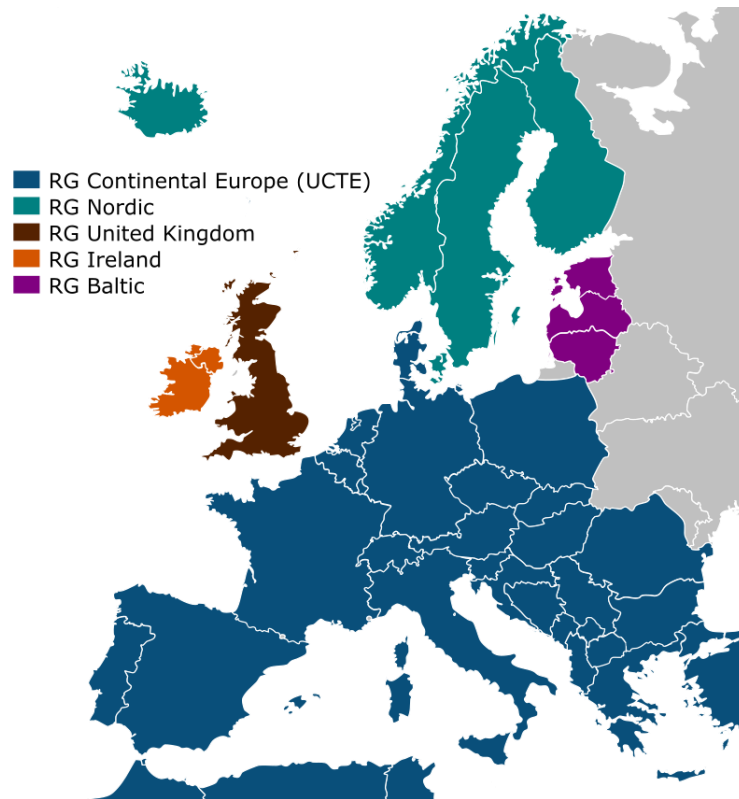 RG Continental Europe (UCTE)
RG Nordic
RG United Kingdom
RG Ireland
RG Baltic